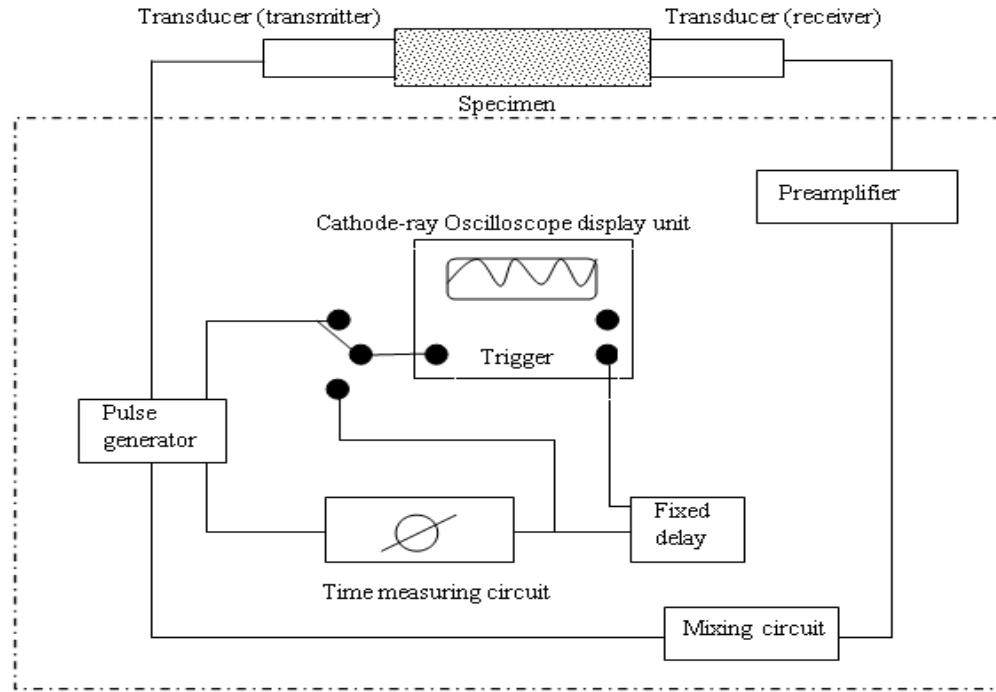 Transducer (transmitter)
Transducer (receiver)
Specimen
Preamplifier
Cathode-ray Oscilloscope display unit
Trigger
Pulse
generator
Fixed
delay
Time measuring circuit
Mixing circuit